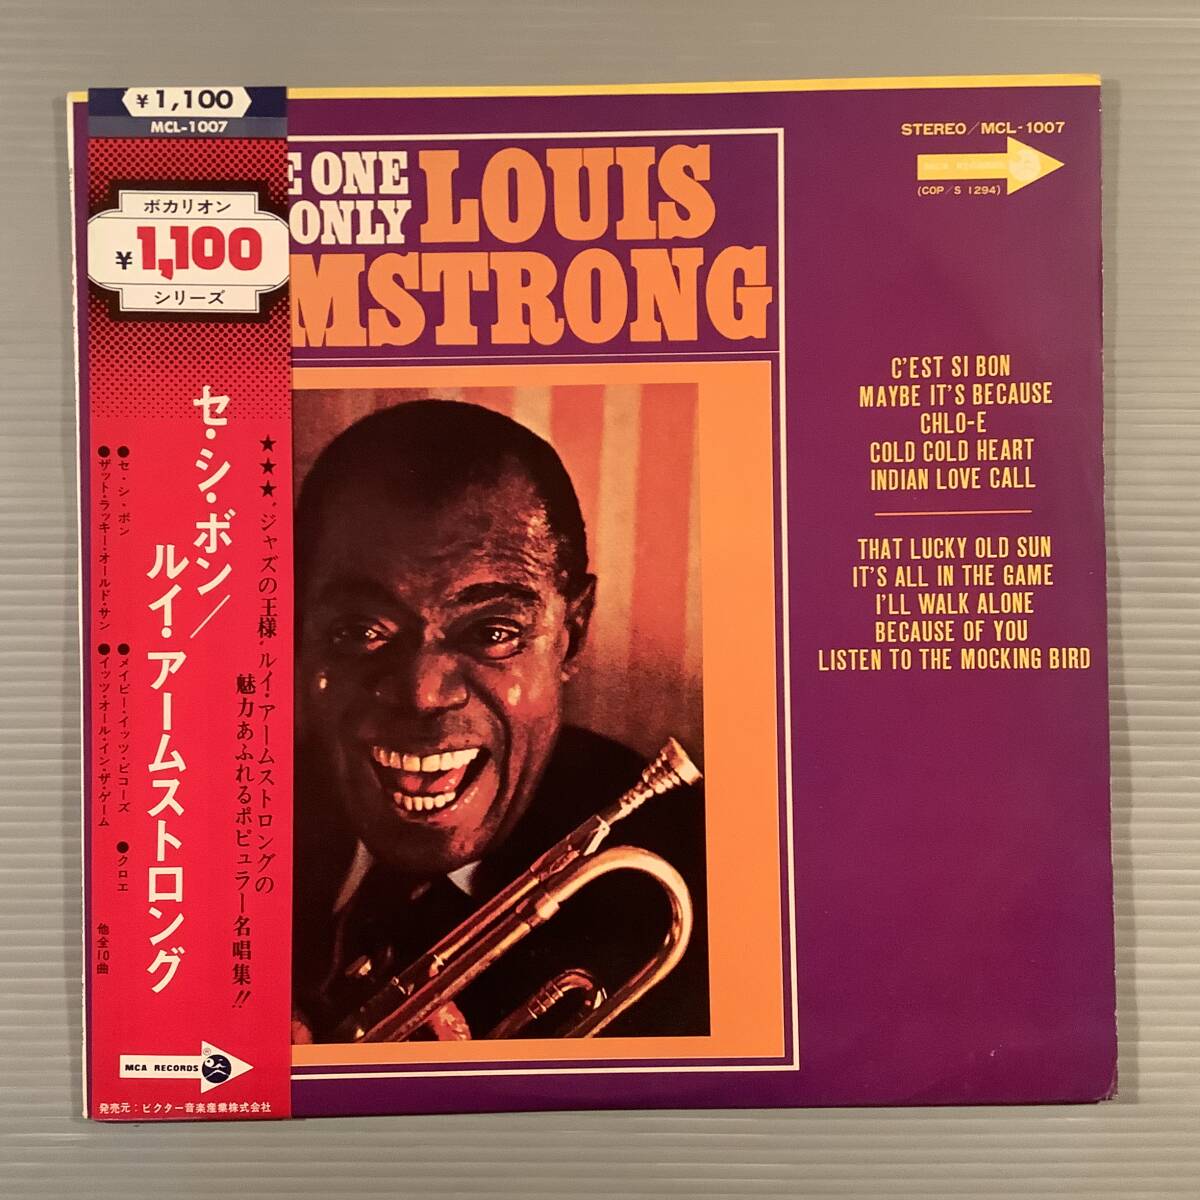 ¥1,100
MCL-1007
ボカリオン
¥1,100
シリーズ
★★★“ジャズの王様”ルイ・アームストロングの
魅力あふれるポピュラー名唱集!!
セ・シ・ボン/
ルイ・アームストロング
●セ・シ・ボン ●メイビー・イッツ・ビコーズ ●クロエ
●ザット・ラッキー・オールド・サン ●イッツ・オール・イン・ザ・ゲーム 他全10曲
MCA RECORDS ®
発売元:ビクター音楽産業株式会社
E ONE
ONLY
LOUIS
MSTRONG
STEREO/MCL-1007
MCA RECORDS
(COP/S 1294)
C'EST SI BON
MAYBE IT'S BECAUSE
CHLO-E
COLD COLD HEART
INDIAN LOVE CALL
THAT LUCKY OLD SUN
IT'S ALL IN THE GAME
I'LL WALK ALONE
BECAUSE OF YOU
LISTEN TO THE MOCKING BIRD